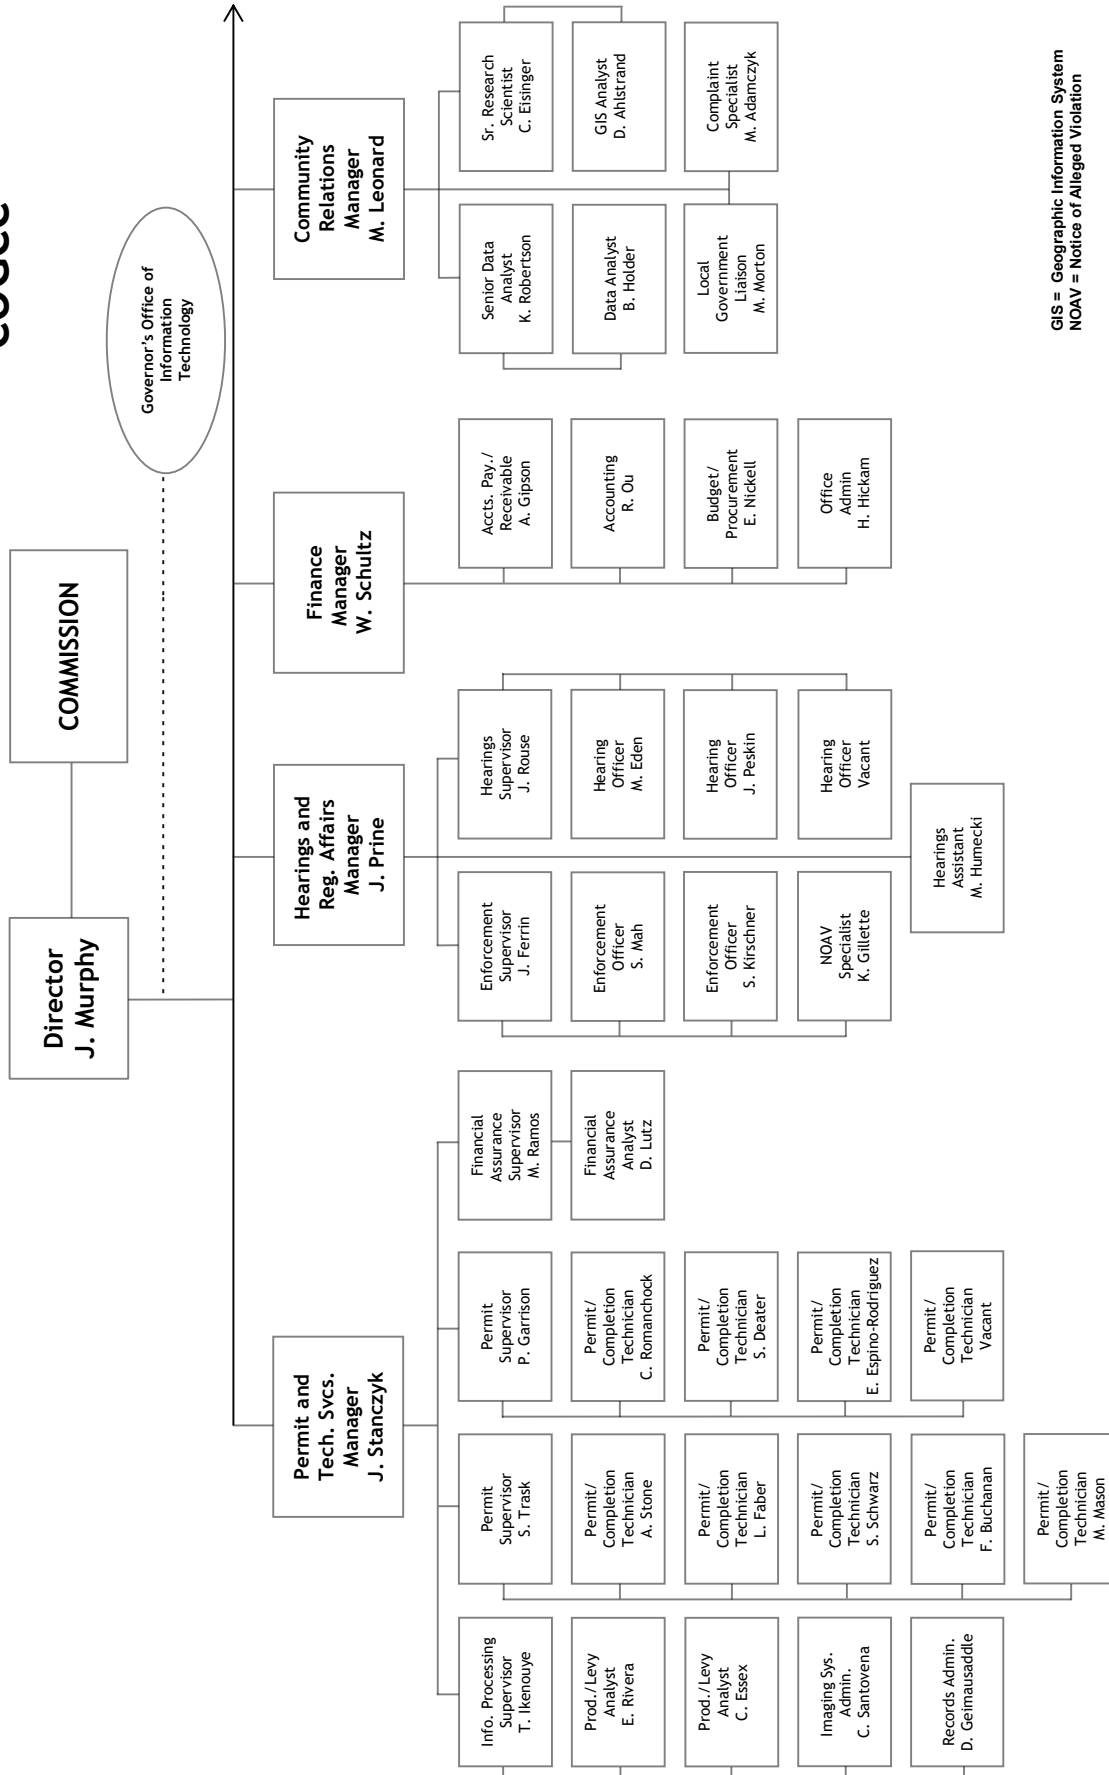 COGCC
COMMISSION
Director
J. Murphy
Governor's Office of
Information
Technology
Permit and
Tech. Svcs.
Manager
J. Stanczyk
Hearings and
Reg. Affairs
Manager
J. Prine
Finance
Manager
W. Schultz
Community
Relations
Manager
M. Leonard
Info. Processing
Supervisor
T. Ikenouye
Prod./Levy
Analyst
E. Rivera
Prod./Levy
Analyst
C. Essex
Imaging Sys.
Admin.
C. Santovena
Records Admin.
D. Geimausaddle
Permit
Supervisor
S. Trask
Permit/
Completion
Technician
A. Stone
Permit/
Completion
Technician
L. Faber
Permit/
Completion
Technician
S. Schwarz
Permit/
Completion
Technician
F. Buchanan
Permit/
Completion
Technician
M. Mason
Permit
Supervisor
P. Garrison
Permit/
Completion
Technician
C. Romanchock
Permit/
Completion
Technician
S. Deater
Permit/
Completion
Technician
E. Espino-Rodriguez
Permit/
Completion
Technician
Vacant
Financial
Assurance
Supervisor
M. Ramos
Financial
Assurance
Analyst
D. Lutz
Enforcement
Supervisor
J. Ferrin
Enforcement
Officer
S. Mah
Enforcement
Officer
S. Kirschner
NOAV
Specialist
K. Gillette
Hearings
Supervisor
J. Rouse
Hearing
Officer
M. Eden
Hearing
Officer
J. Peskin
Hearing
Officer
Vacant
Hearings
Assistant
M. Humecki
Accts. Pay./
Receivable
A. Gipson
Accounting
R. Ou
Budget/
Procurement
E. Nickell
Office
Admin
H. Hickam
Senior Data
Analyst
K. Robertson
Data Analyst
B. Holder
Local
Government
Liaison
M. Morton
Sr. Research
Scientist
C. Eisinger
GIS Analyst
D. Ahlstrand
Complaint
Specialist
M. Adamczyk
GIS = Geographic Information System
NOAV = Notice of Alleged Violation